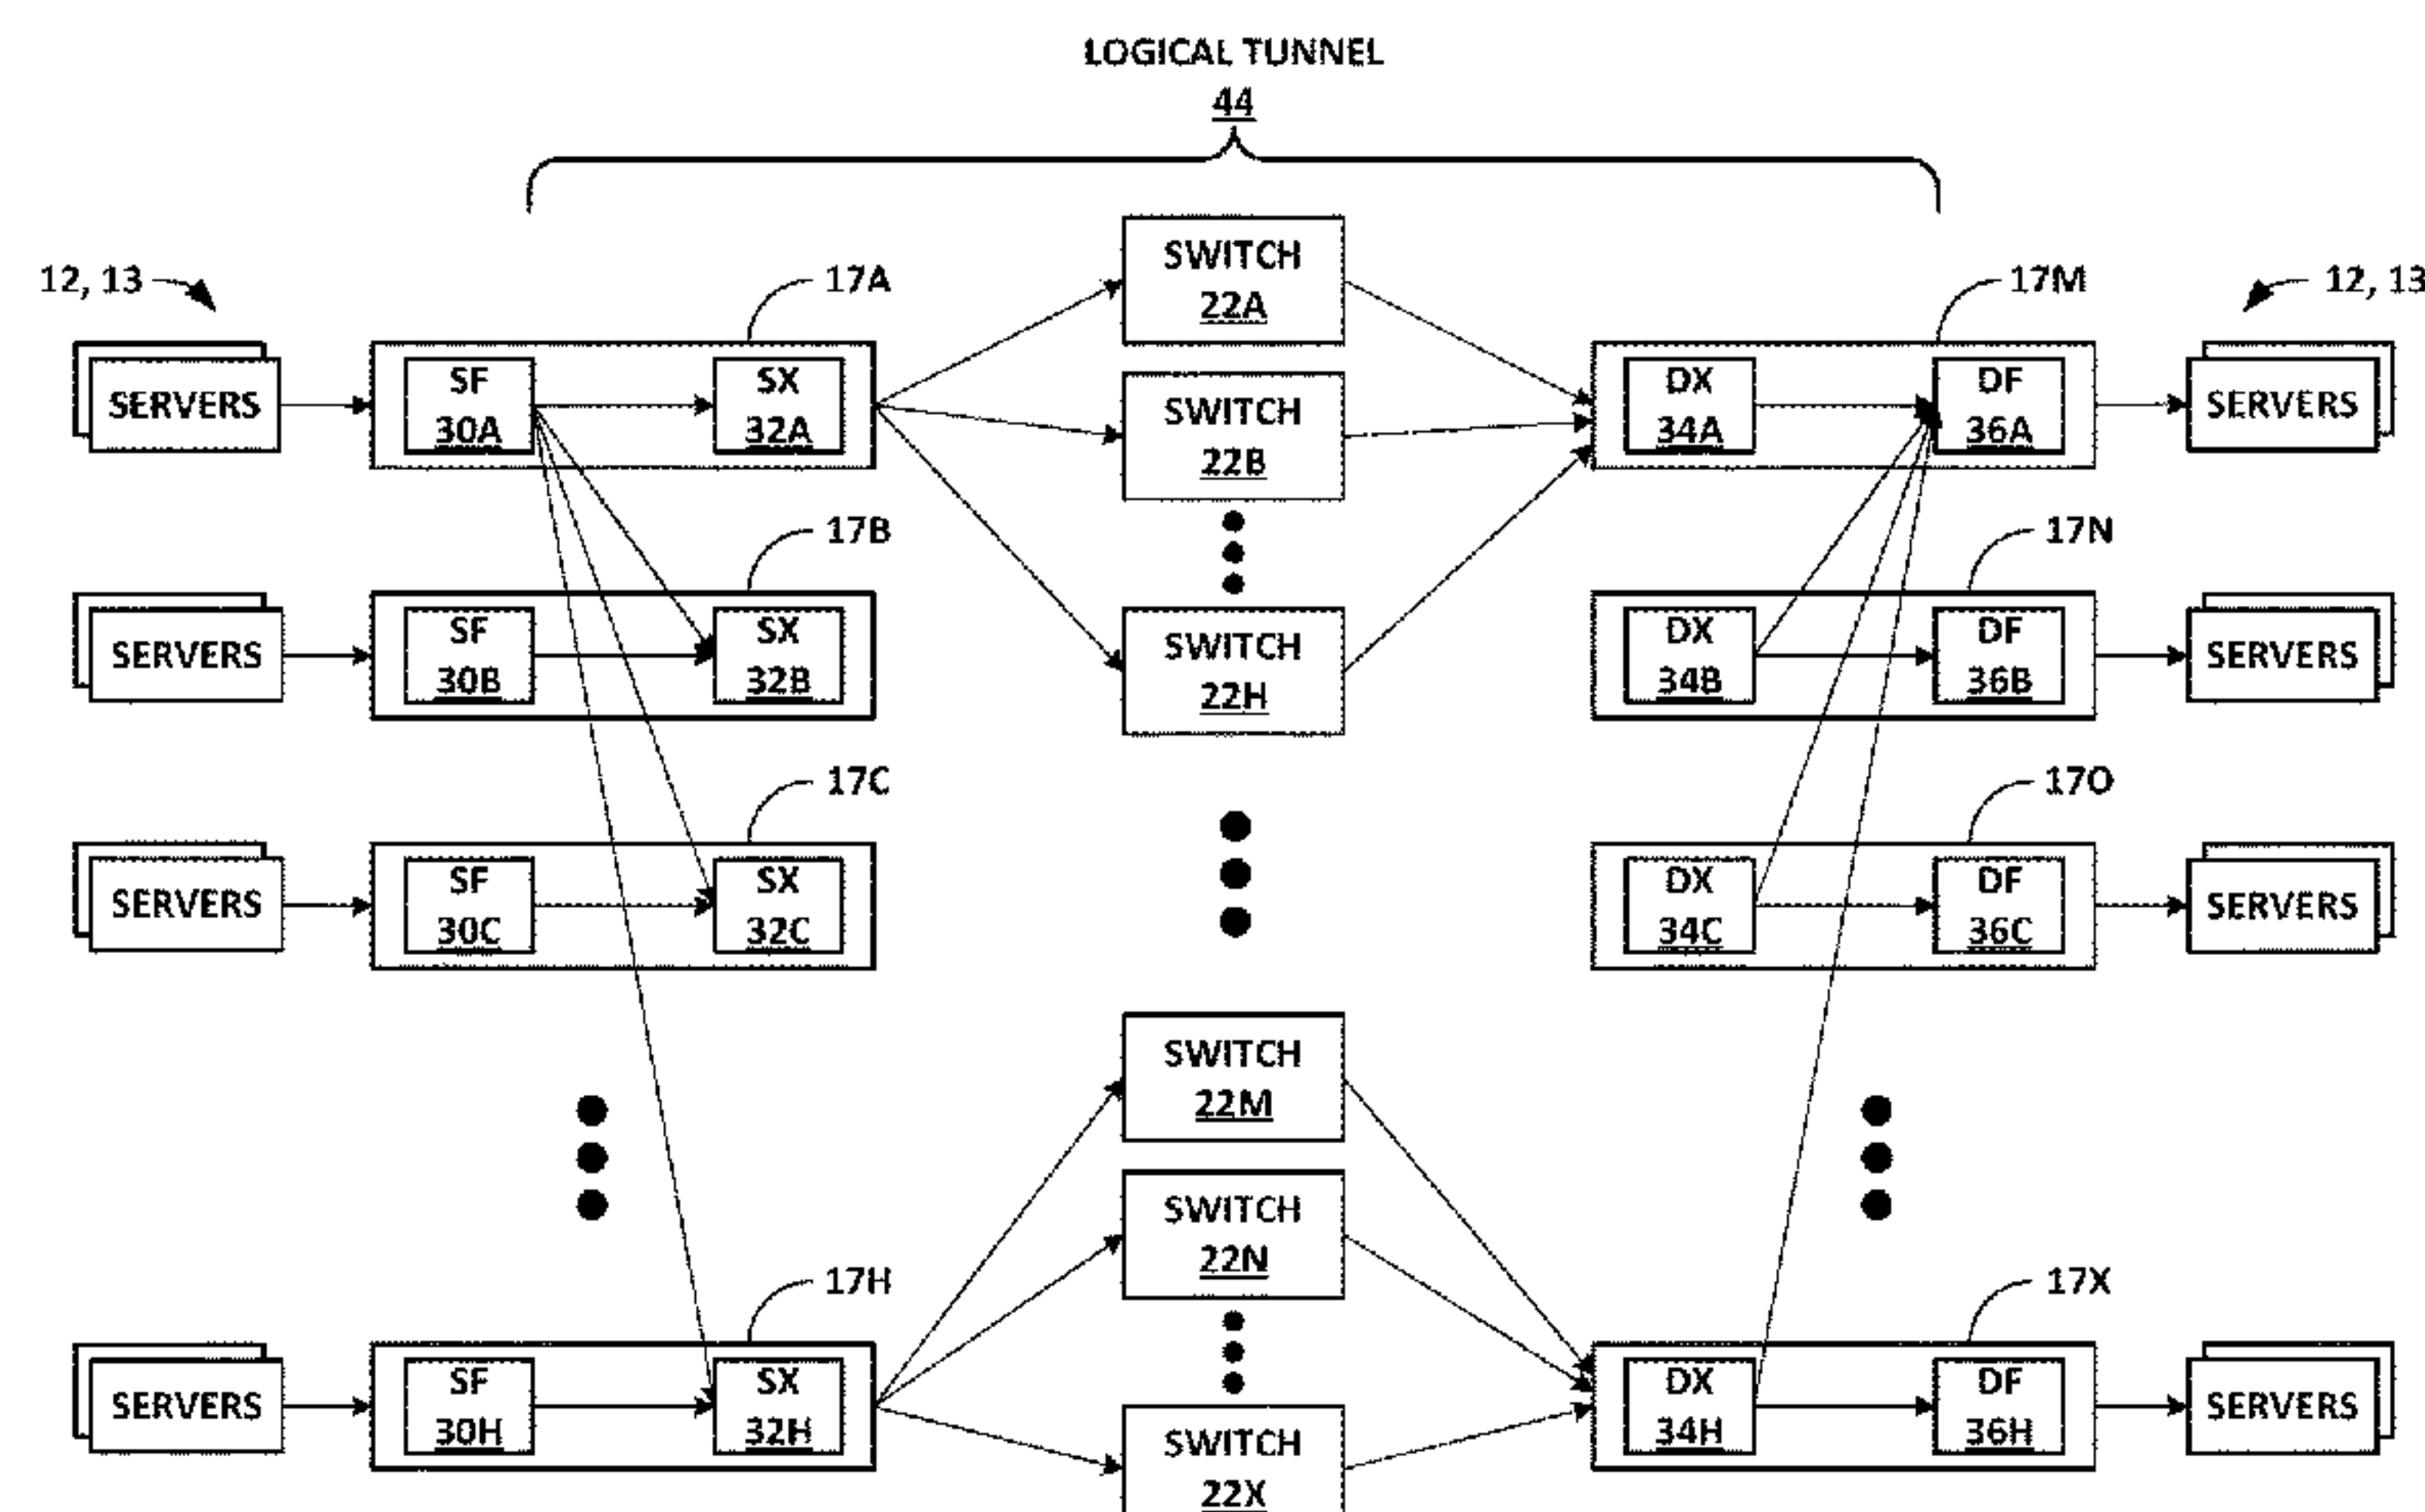 LOGICAL TUNNEL
44
12, 13
17A
SWITCH
22A
17M
12, 13
SERVERS
SF
30A
SX
32A
SWITCH
22B
DX
34A
DF
36A
SERVERS
17B
17N
SERVERS
SF
30B
SX
32B
SWITCH
22H
DX
34B
DF
36B
SERVERS
17C
17O
SERVERS
SF
30C
SX
32C
DX
34C
DF
36C
SERVERS
SWITCH
22M
SWITCH
22N
17H
17X
SERVERS
SF
30H
SX
32H
SWITCH
22X
DX
34H
DF
36H
SERVERS